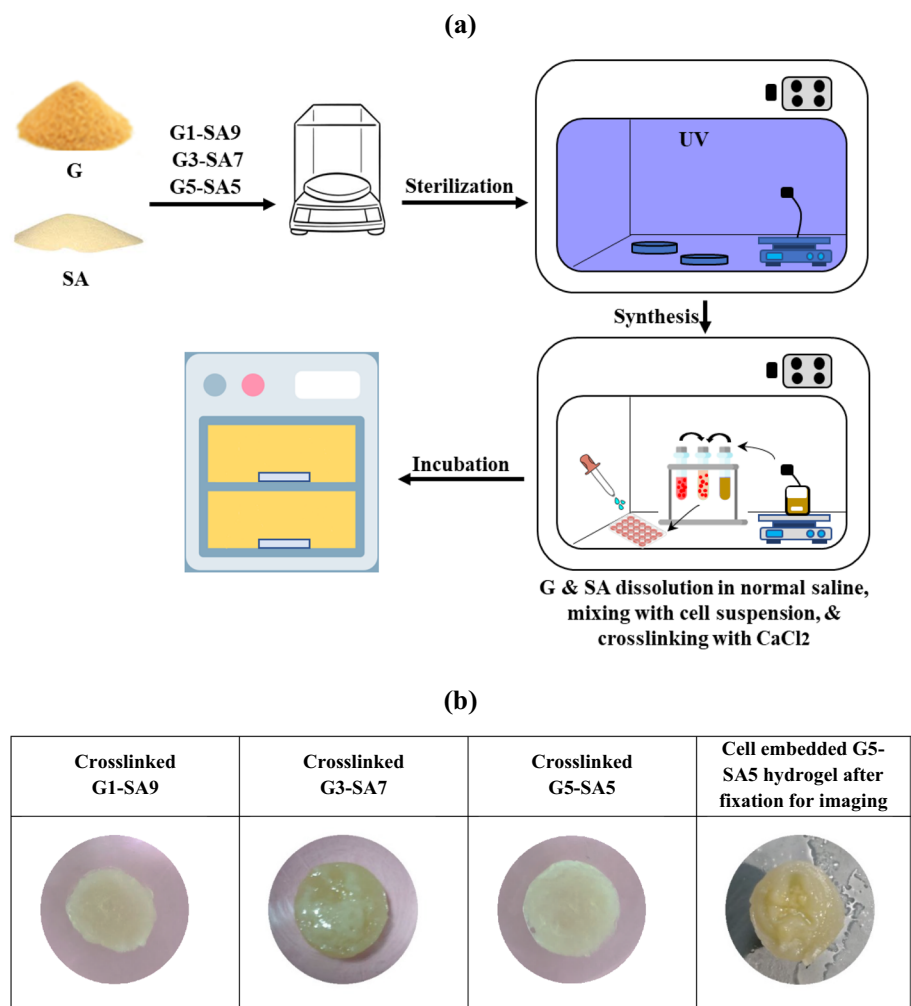 (a)
G
SA
G1-SA9
G3-SA7
G5-SA5
Sterilization
UV
Synthesis
Incubation
G & SA dissolution in normal saline,
mixing with cell suspension, &
crosslinking with CaCl2
(b)
Crosslinked
G1-SA9
Crosslinked
G3-SA7
Crosslinked
G5-SA5
Cell embedded G5-
SA5 hydrogel after
fixation for imaging